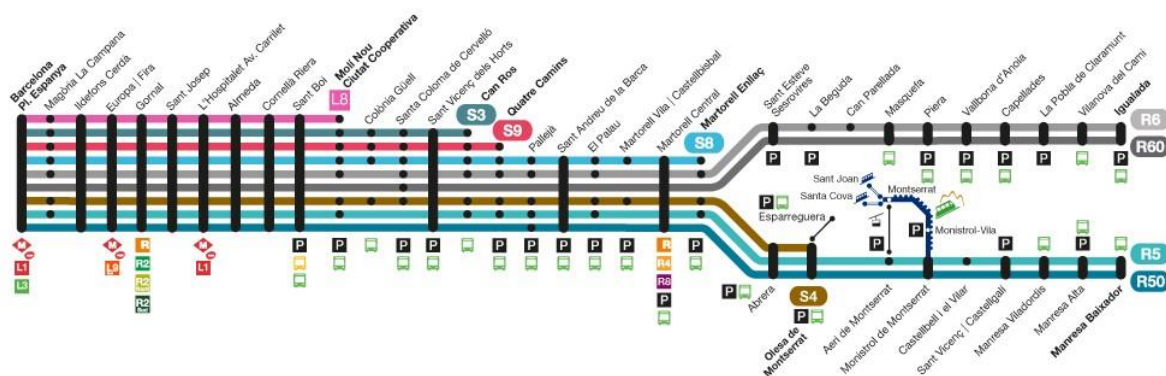 Barcelona
Pl. Espanya
Magòria La Campana
Ildefons Cerdà
Europa | Fira
Gornal
Sant Josep
L'Hospitalet Av. Carrilet
Almeda
Cornellà Riera
Sant Boi
Molí Nou
Ciutat Cooperativa
Colònia Güell
Santa Coloma de Cervelló
Sant Vicenç dels Horts
Can Ros
Quatre Camins
Pallejà
Sant Andreu de la Barca
El Palau
Martorell Vila | Castellbisbal
Martorell Central
Martorell Enllaç
Sant Esteve
Sesrovires
La Beguda
Can Parellada
Masquefa
Piera
Vallbona d'Anoia
Capellades
La Pobla de Claramunt
Vilanova del Camí
Igualada
L8
S3
S9
S8
R6
R60
P P P P P P P P
Sant Joan
Santa Cova
Montserrat
Monistrol-Vila
P
Esparreguera
P P
P
M M M
L1 L9 L1
L3
R
R2
R2
R2
P P P P P P P P P
R
R4
R8
P
P P
R5
R50
P
S4
P
Abrera
Olesa de
Montserrat
Aeri de Montserrat
Monistrol de Montserrat
Castellbell i el Vilar
Sant Vicenç | Castellgalí
Manresa Viladordis
Manresa Alta
Manresa Baixador